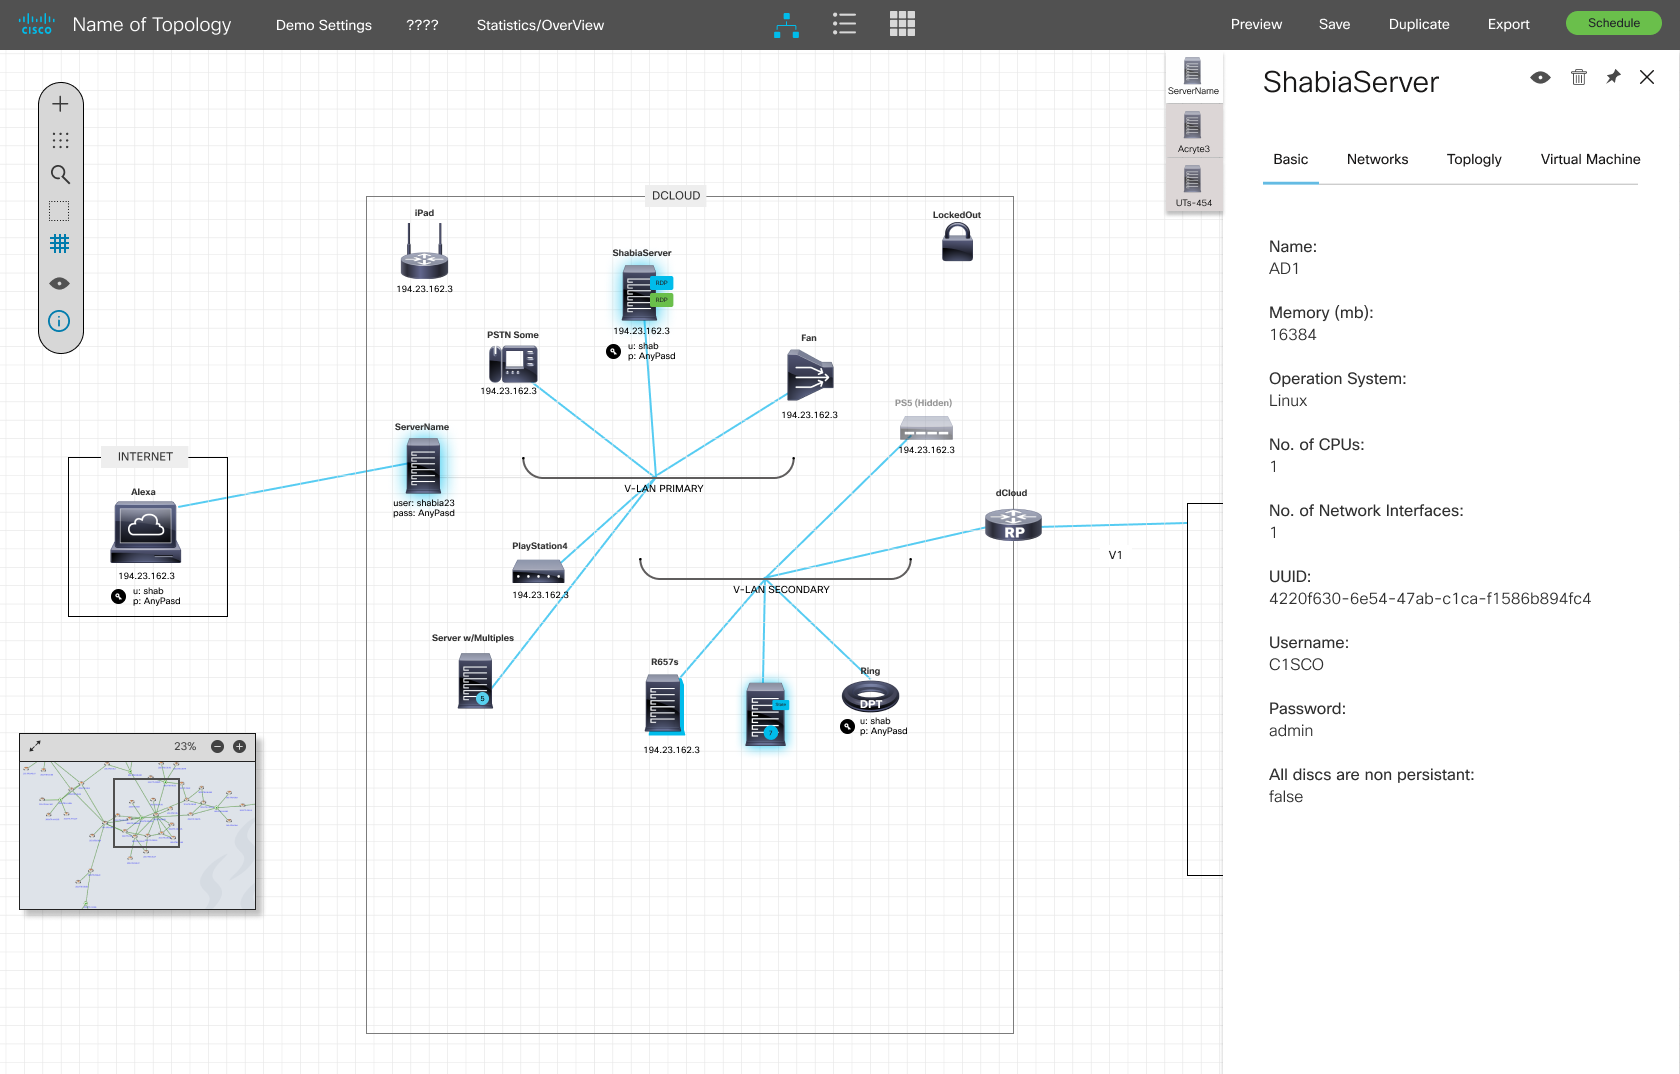 CISCO
Name of Topology
Demo Settings
????
Statistics/OverView
Preview
Save
Duplicate
Export
Schedule
ServerName
Acryte3
UTs-454
ShabiaServer
Basic
Networks
Toplogly
Virtual Machine
Name:
AD1
Memory (mb):
16384
Operation System:
Linux
No. of CPUs:
1
No. of Network Interfaces:
1
UUID:
4220f630-6e54-47ab-c1ca-f1586b894fc4
Username:
C1SCO
Password:
admin
All discs are non persistant:
false
DCLOUD
iPad
194.23.162.3
LockedOut
ShabiaServer
RDP
RDP
194.23.162.3
u: shab
p: AnyPasd
PSTN Some
194.23.162.3
Fan
194.23.162.3
PS5 (Hidden)
194.23.162.3
ServerName
user: shabia23
pass: AnyPasd
V-LAN PRIMARY
INTERNET
Alexa
194.23.162.3
u: shab
p: AnyPasd
dCloud
RP
V1
PlayStation4
194.23.162.3
V-LAN SECONDARY
Server w/Multiples
5
R657s
194.23.162.3
7
Ring
DPT
u: shab
p: AnyPasd
23%